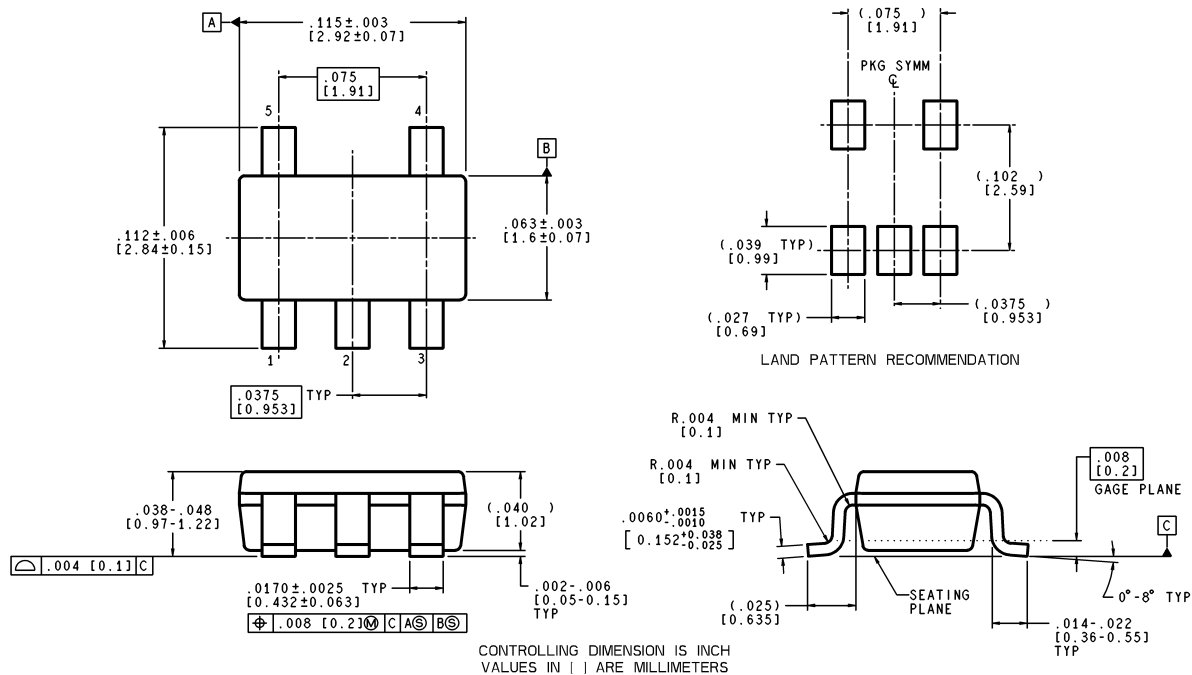 A
.115±.003
[2.92±0.07]
.075
[1.91]
5
4
B
.112±.006
[2.84±0.15]
.063±.003
[1.6±0.07]
1
2
3
.0375 TYP
[0.953]
(.075 )
[1.91]
PKG SYMM
℄
(.102 )
[2.59]
(.039 TYP)
[0.99]
(.027 TYP)
[0.69]
(.0375 )
[0.953]
LAND PATTERN RECOMMENDATION
.038-.048
[0.97-1.22]
(.040 )
[1.02]
⌓ .004 [0.1] C
.0170±.0025 TYP
[0.432±0.063]
⌖ .008 [0.2]Ⓜ C AⓈ BⓈ
.002-.006
[0.05-0.15]
TYP
R.004 MIN TYP
[0.1]
R.004 MIN TYP
[0.1]
.0060+.0015 -.0010 TYP
[0.152+0.038 -0.025]
.008
[0.2]
GAGE PLANE
C
SEATING
PLANE
0°-8° TYP
(.025)
[0.635]
.014-.022
[0.36-0.55]
TYP
CONTROLLING DIMENSION IS INCH
VALUES IN [ ] ARE MILLIMETERS